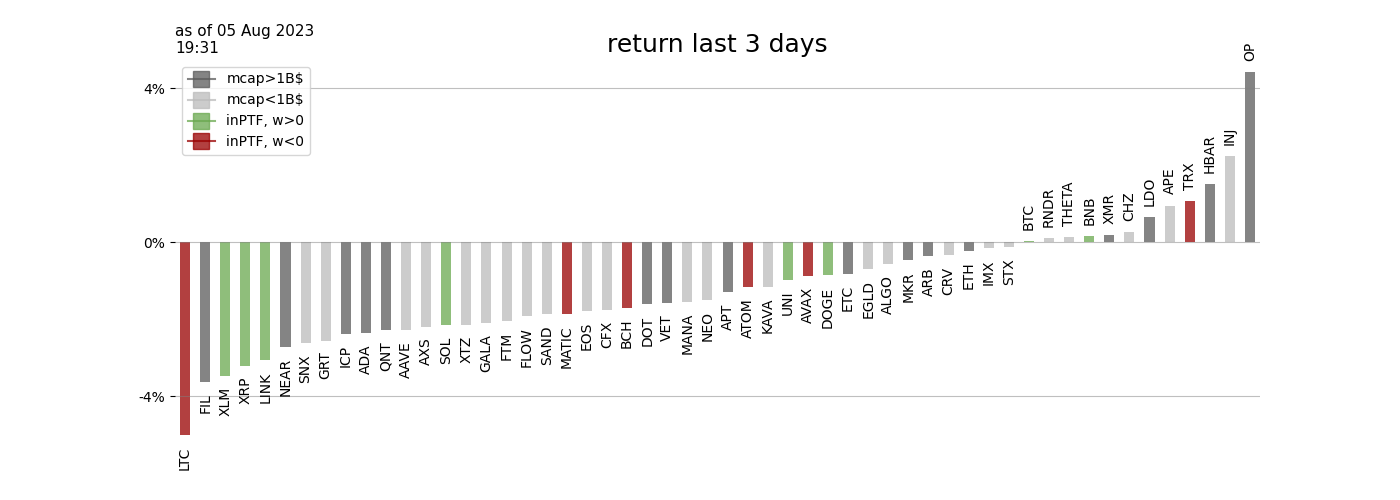 as of 05 Aug 2023
19:31
return last 3 days
mcap>1B$
mcap<1B$
inPTF, w>0
inPTF, w<0
4%
0%
-4%
LTC
FIL
XLM
XRP
LINK
NEAR
SNX
GRT
ICP
ADA
QNT
AAVE
AXS
SOL
XTZ
GALA
FTM
FLOW
SAND
MATIC
EOS
CFX
BCH
DOT
VET
MANA
NEO
APT
ATOM
KAVA
UNI
AVAX
DOGE
ETC
EGLD
ALGO
MKR
ARB
CRV
ETH
IMX
STX
BTC
RNDR
THETA
BNB
XMR
CHZ
LDO
APE
TRX
HBAR
INJ
OP